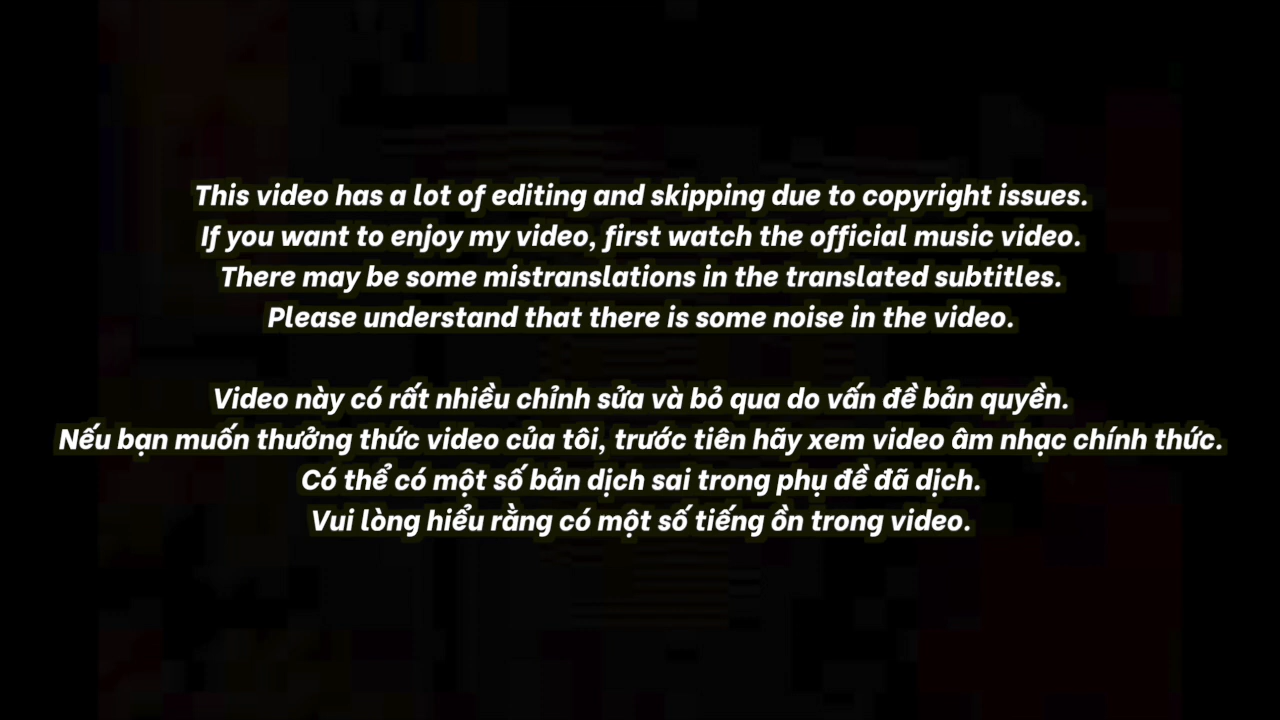 This video has a lot of editing and skipping due to copyright issues.
If you want to enjoy my video, first watch the official music video.
There may be some mistranslations in the translated subtitles.
Please understand that there is some noise in the video.
Video này có rất nhiều chỉnh sửa và bỏ qua do vấn đề bản quyền.
Nếu bạn muốn thưởng thức video của tôi, trước tiên hãy xem video âm nhạc chính thức.
Có thể có một số bản dịch sai trong phụ đề đã dịch.
Vui lòng hiểu rằng có một số tiếng ồn trong video.